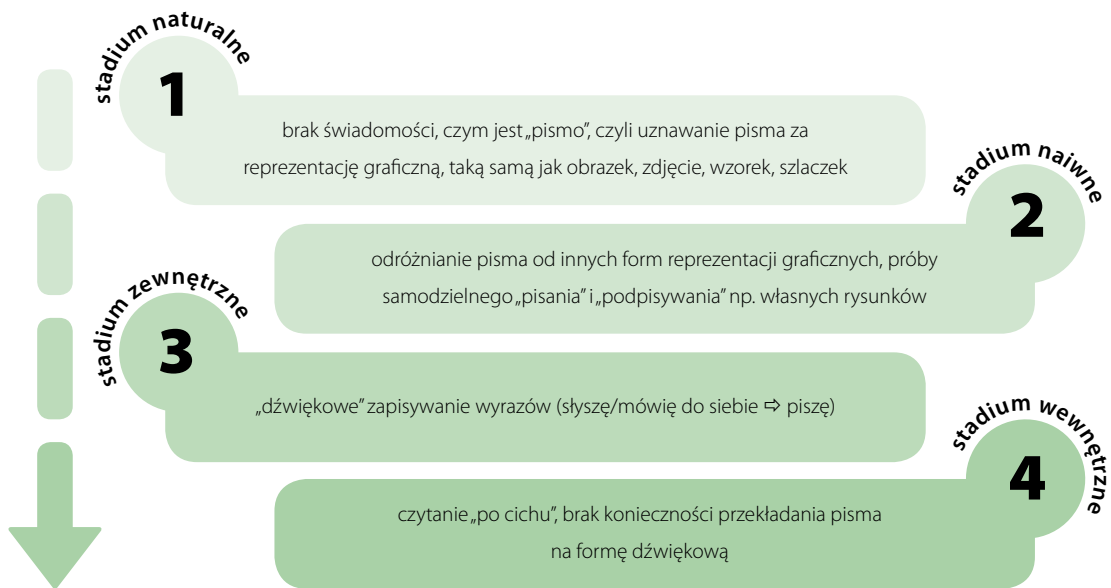 stadium naturalne
1
brak świadomości, czym jest „pismo”, czyli uznawanie pisma za
reprezentację graficzną, taką samą jak obrazek, zdjęcie, wzorek, szlaczek
stadium naiwne
2
odróżnianie pisma od innych form reprezentacji graficznych, próby
samodzielnego „pisania” i „podpisywania” np. własnych rysunków
stadium zewnętrzne
3
„dźwiękowe” zapisywanie wyrazów (słyszę/mówię do siebie ⇨ piszę)
stadium wewnętrzne
4
czytanie „po cichu”, brak konieczności przekładania pisma
na formę dźwiękową